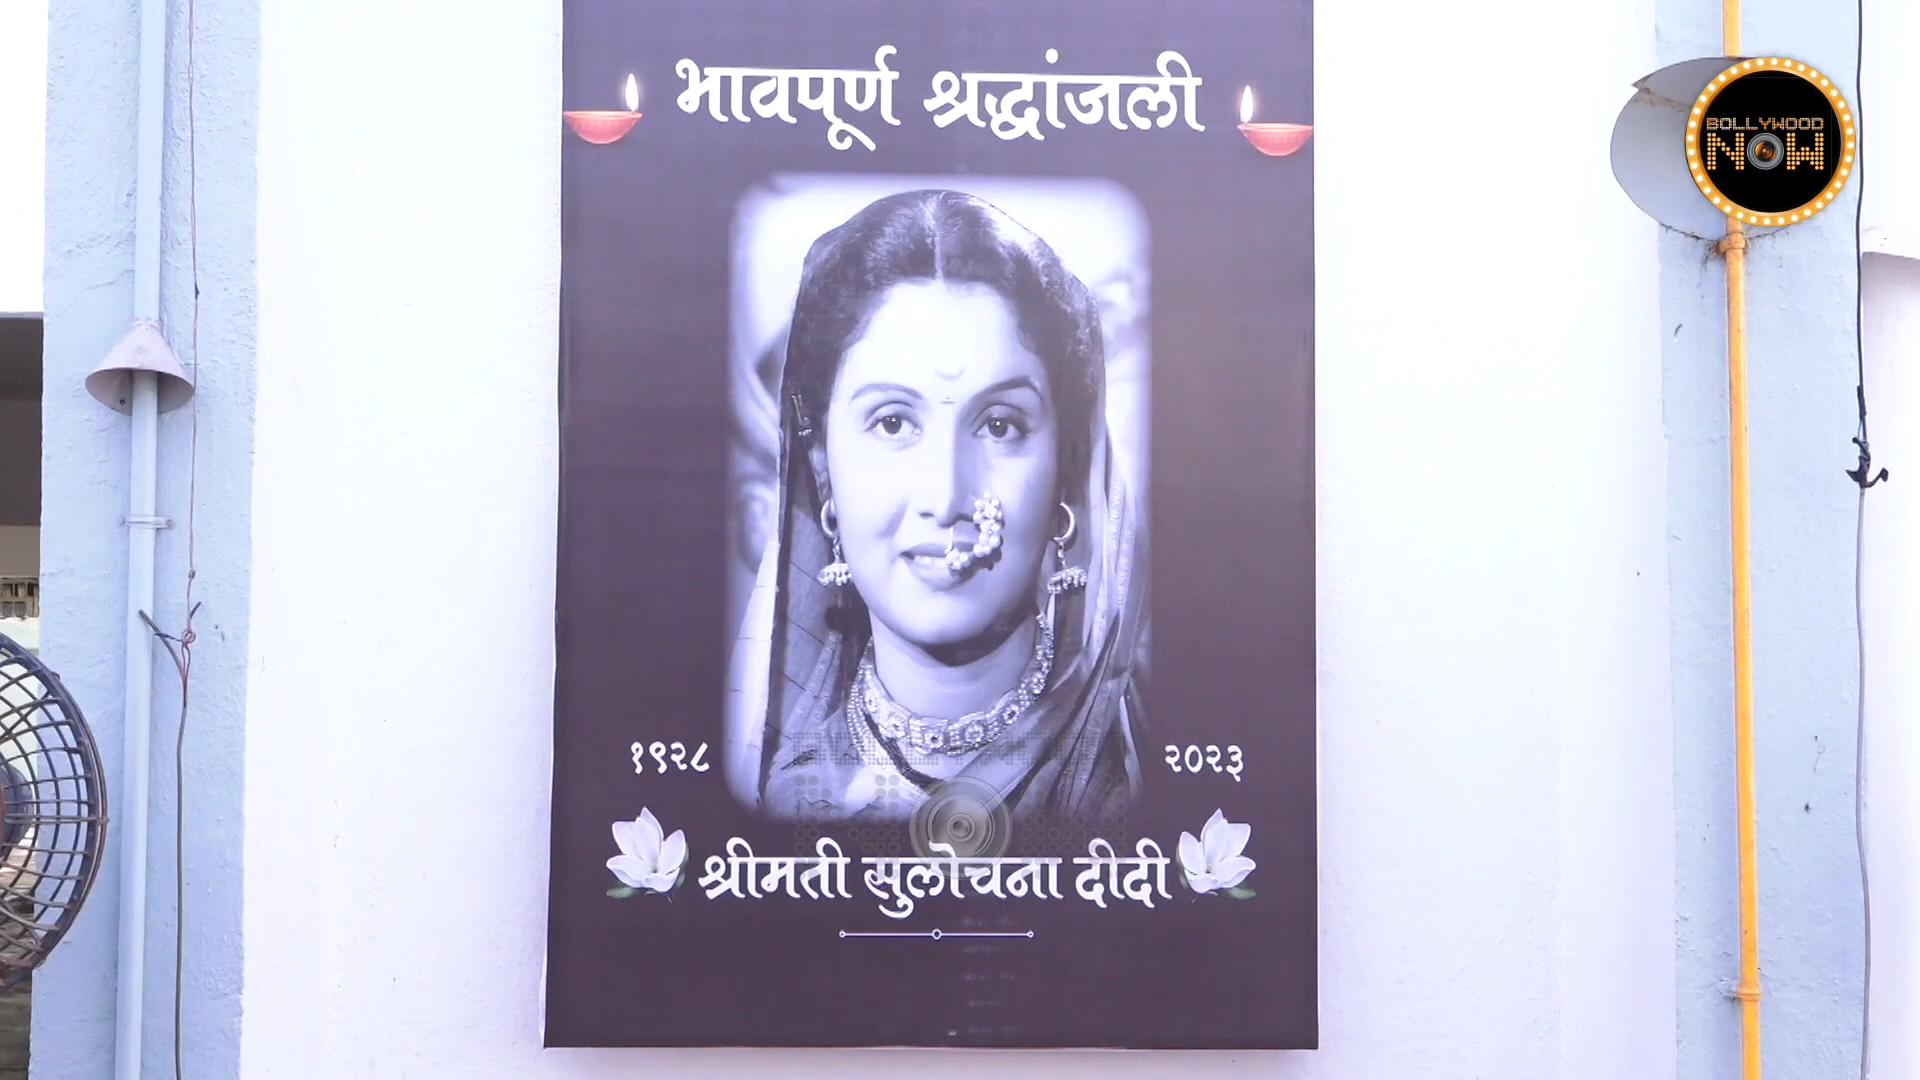 भावपूर्ण श्रद्धांजली
BOLLYWOOD
NOW
१९२८
२०२३
श्रीमती सुलोचना दीदी